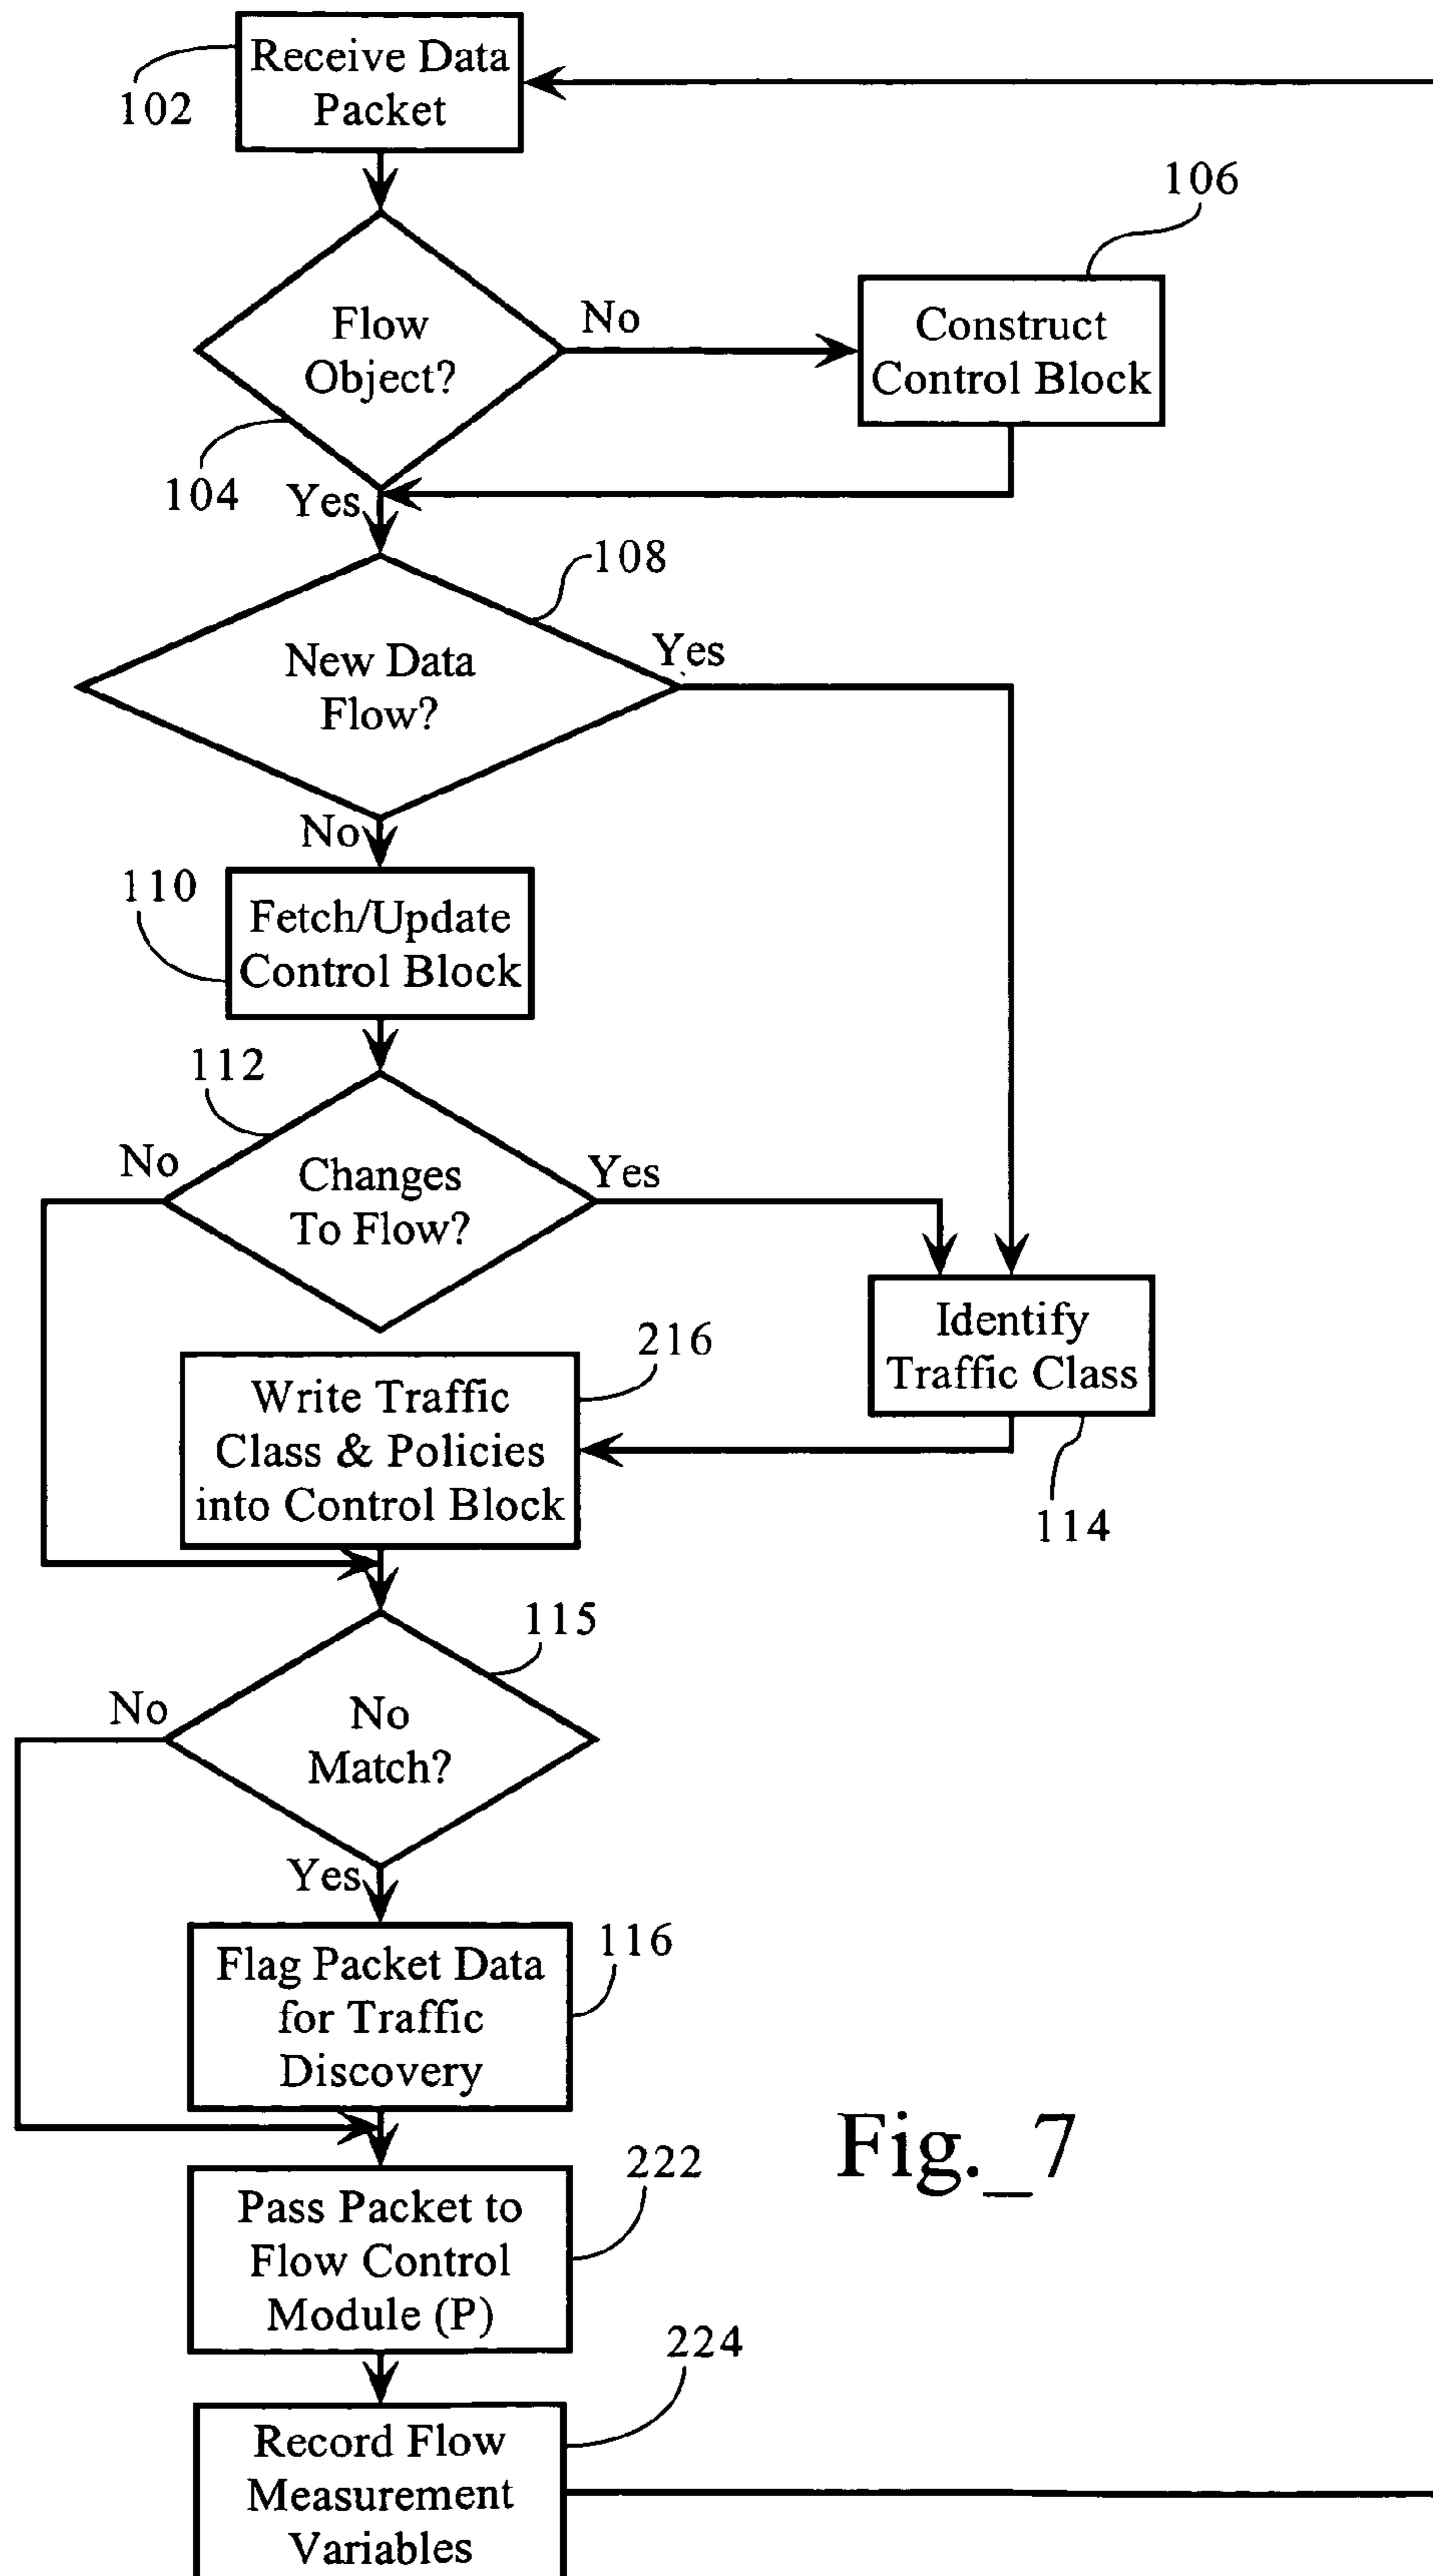 Receive Data
Packet
102
106
Flow
Object?
No
Construct
Control Block
104
Yes
108
New Data
Flow?
Yes
No
110
Fetch/Update
Control Block
112
No
Changes
To Flow?
Yes
Identify
Traffic Class
216
Write Traffic
Class & Policies
into Control Block
114
115
No
No
Match?
Yes
116
Flag Packet Data
for Traffic
Discovery
Fig._7
222
Pass Packet to
Flow Control
Module (P)
224
Record Flow
Measurement
Variables